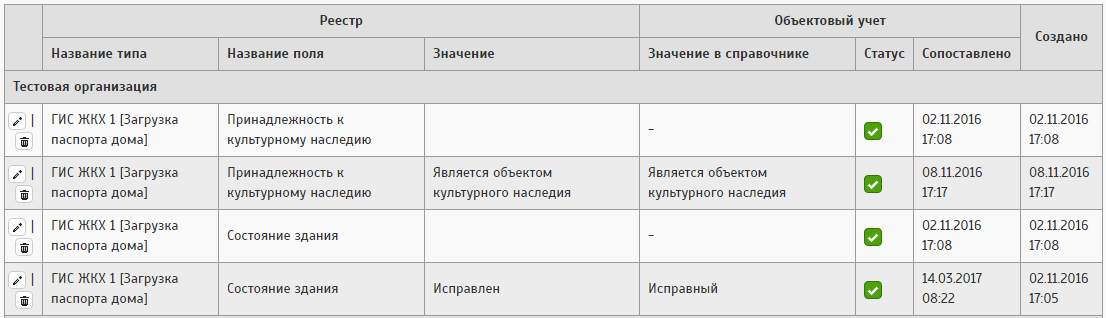 Реестр
Объектовый учет
Создано
Название типа
Название поля
Значение
Значение в справочнике
Статус
Сопоставлено
Тестовая организация
|
ГИС ЖКХ 1 [Загрузка
паспорта дома]
Принадлежность к
культурному наследию
–
02.11.2016
17:08
02.11.2016
17:08
|
ГИС ЖКХ 1 [Загрузка
паспорта дома]
Принадлежность к
культурному наследию
Является объектом
культурного наследия
Является объектом
культурного наследия
08.11.2016
17:17
08.11.2016
17:17
|
ГИС ЖКХ 1 [Загрузка
паспорта дома]
Состояние здания
–
02.11.2016
17:08
02.11.2016
17:08
|
ГИС ЖКХ 1 [Загрузка
паспорта дома]
Состояние здания
Исправлен
Исправный
14.03.2017
08:22
02.11.2016
17:05